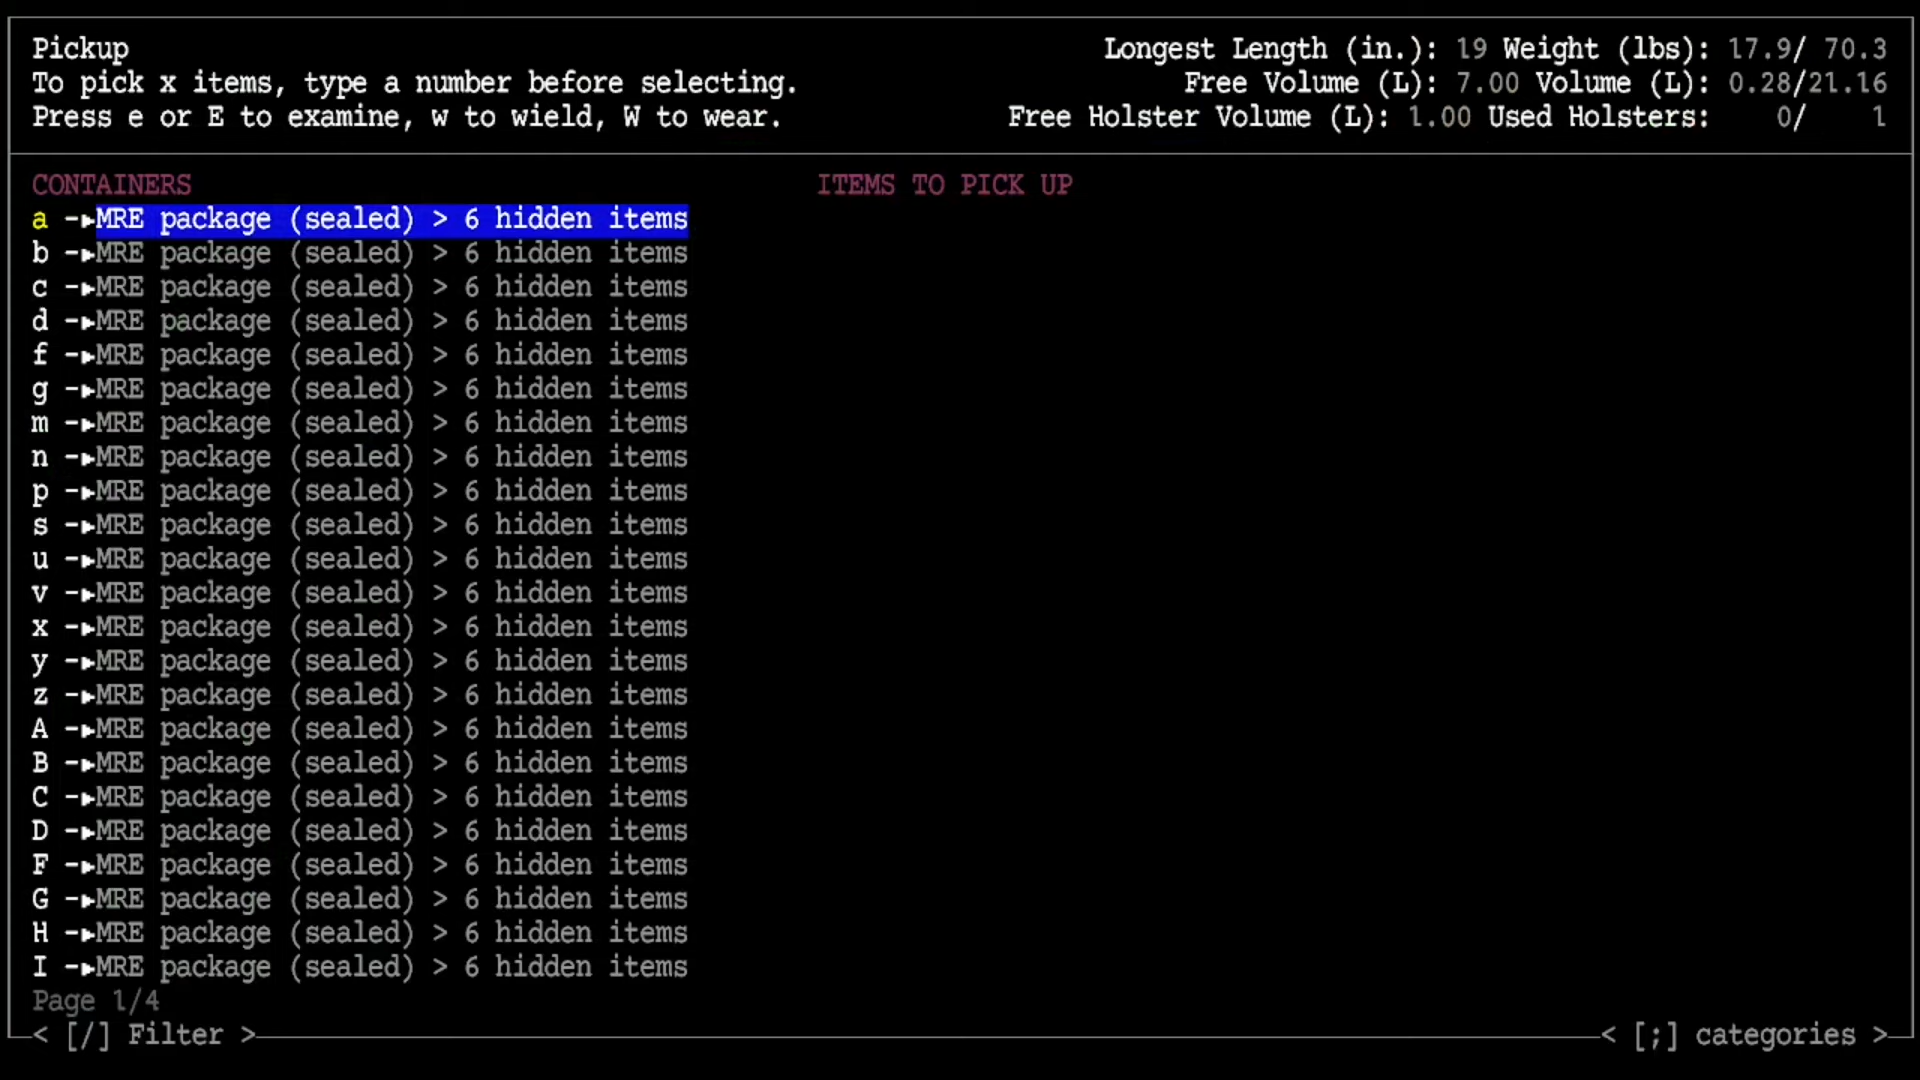 Pickup
Longest Length (in.): 19 Weight (lbs): 17.9/ 70.3
To pick x items, type a number before selecting.
Free Volume (L): 7.00 Volume (L): 0.28/21.16
Press e or E to examine, w to wield, W to wear.
Free Holster Volume (L): 1.00 Used Holsters: 0/ 1
CONTAINERS
ITEMS TO PICK UP
a -▸MRE package (sealed) > 6 hidden items
b -▸MRE package (sealed) > 6 hidden items
c -▸MRE package (sealed) > 6 hidden items
d -▸MRE package (sealed) > 6 hidden items
f -▸MRE package (sealed) > 6 hidden items
g -▸MRE package (sealed) > 6 hidden items
m -▸MRE package (sealed) > 6 hidden items
n -▸MRE package (sealed) > 6 hidden items
p -▸MRE package (sealed) > 6 hidden items
s -▸MRE package (sealed) > 6 hidden items
u -▸MRE package (sealed) > 6 hidden items
v -▸MRE package (sealed) > 6 hidden items
x -▸MRE package (sealed) > 6 hidden items
y -▸MRE package (sealed) > 6 hidden items
z -▸MRE package (sealed) > 6 hidden items
A -▸MRE package (sealed) > 6 hidden items
B -▸MRE package (sealed) > 6 hidden items
C -▸MRE package (sealed) > 6 hidden items
D -▸MRE package (sealed) > 6 hidden items
F -▸MRE package (sealed) > 6 hidden items
G -▸MRE package (sealed) > 6 hidden items
H -▸MRE package (sealed) > 6 hidden items
I -▸MRE package (sealed) > 6 hidden items
Page 1/4
< [/] Filter >
< [;] categories >